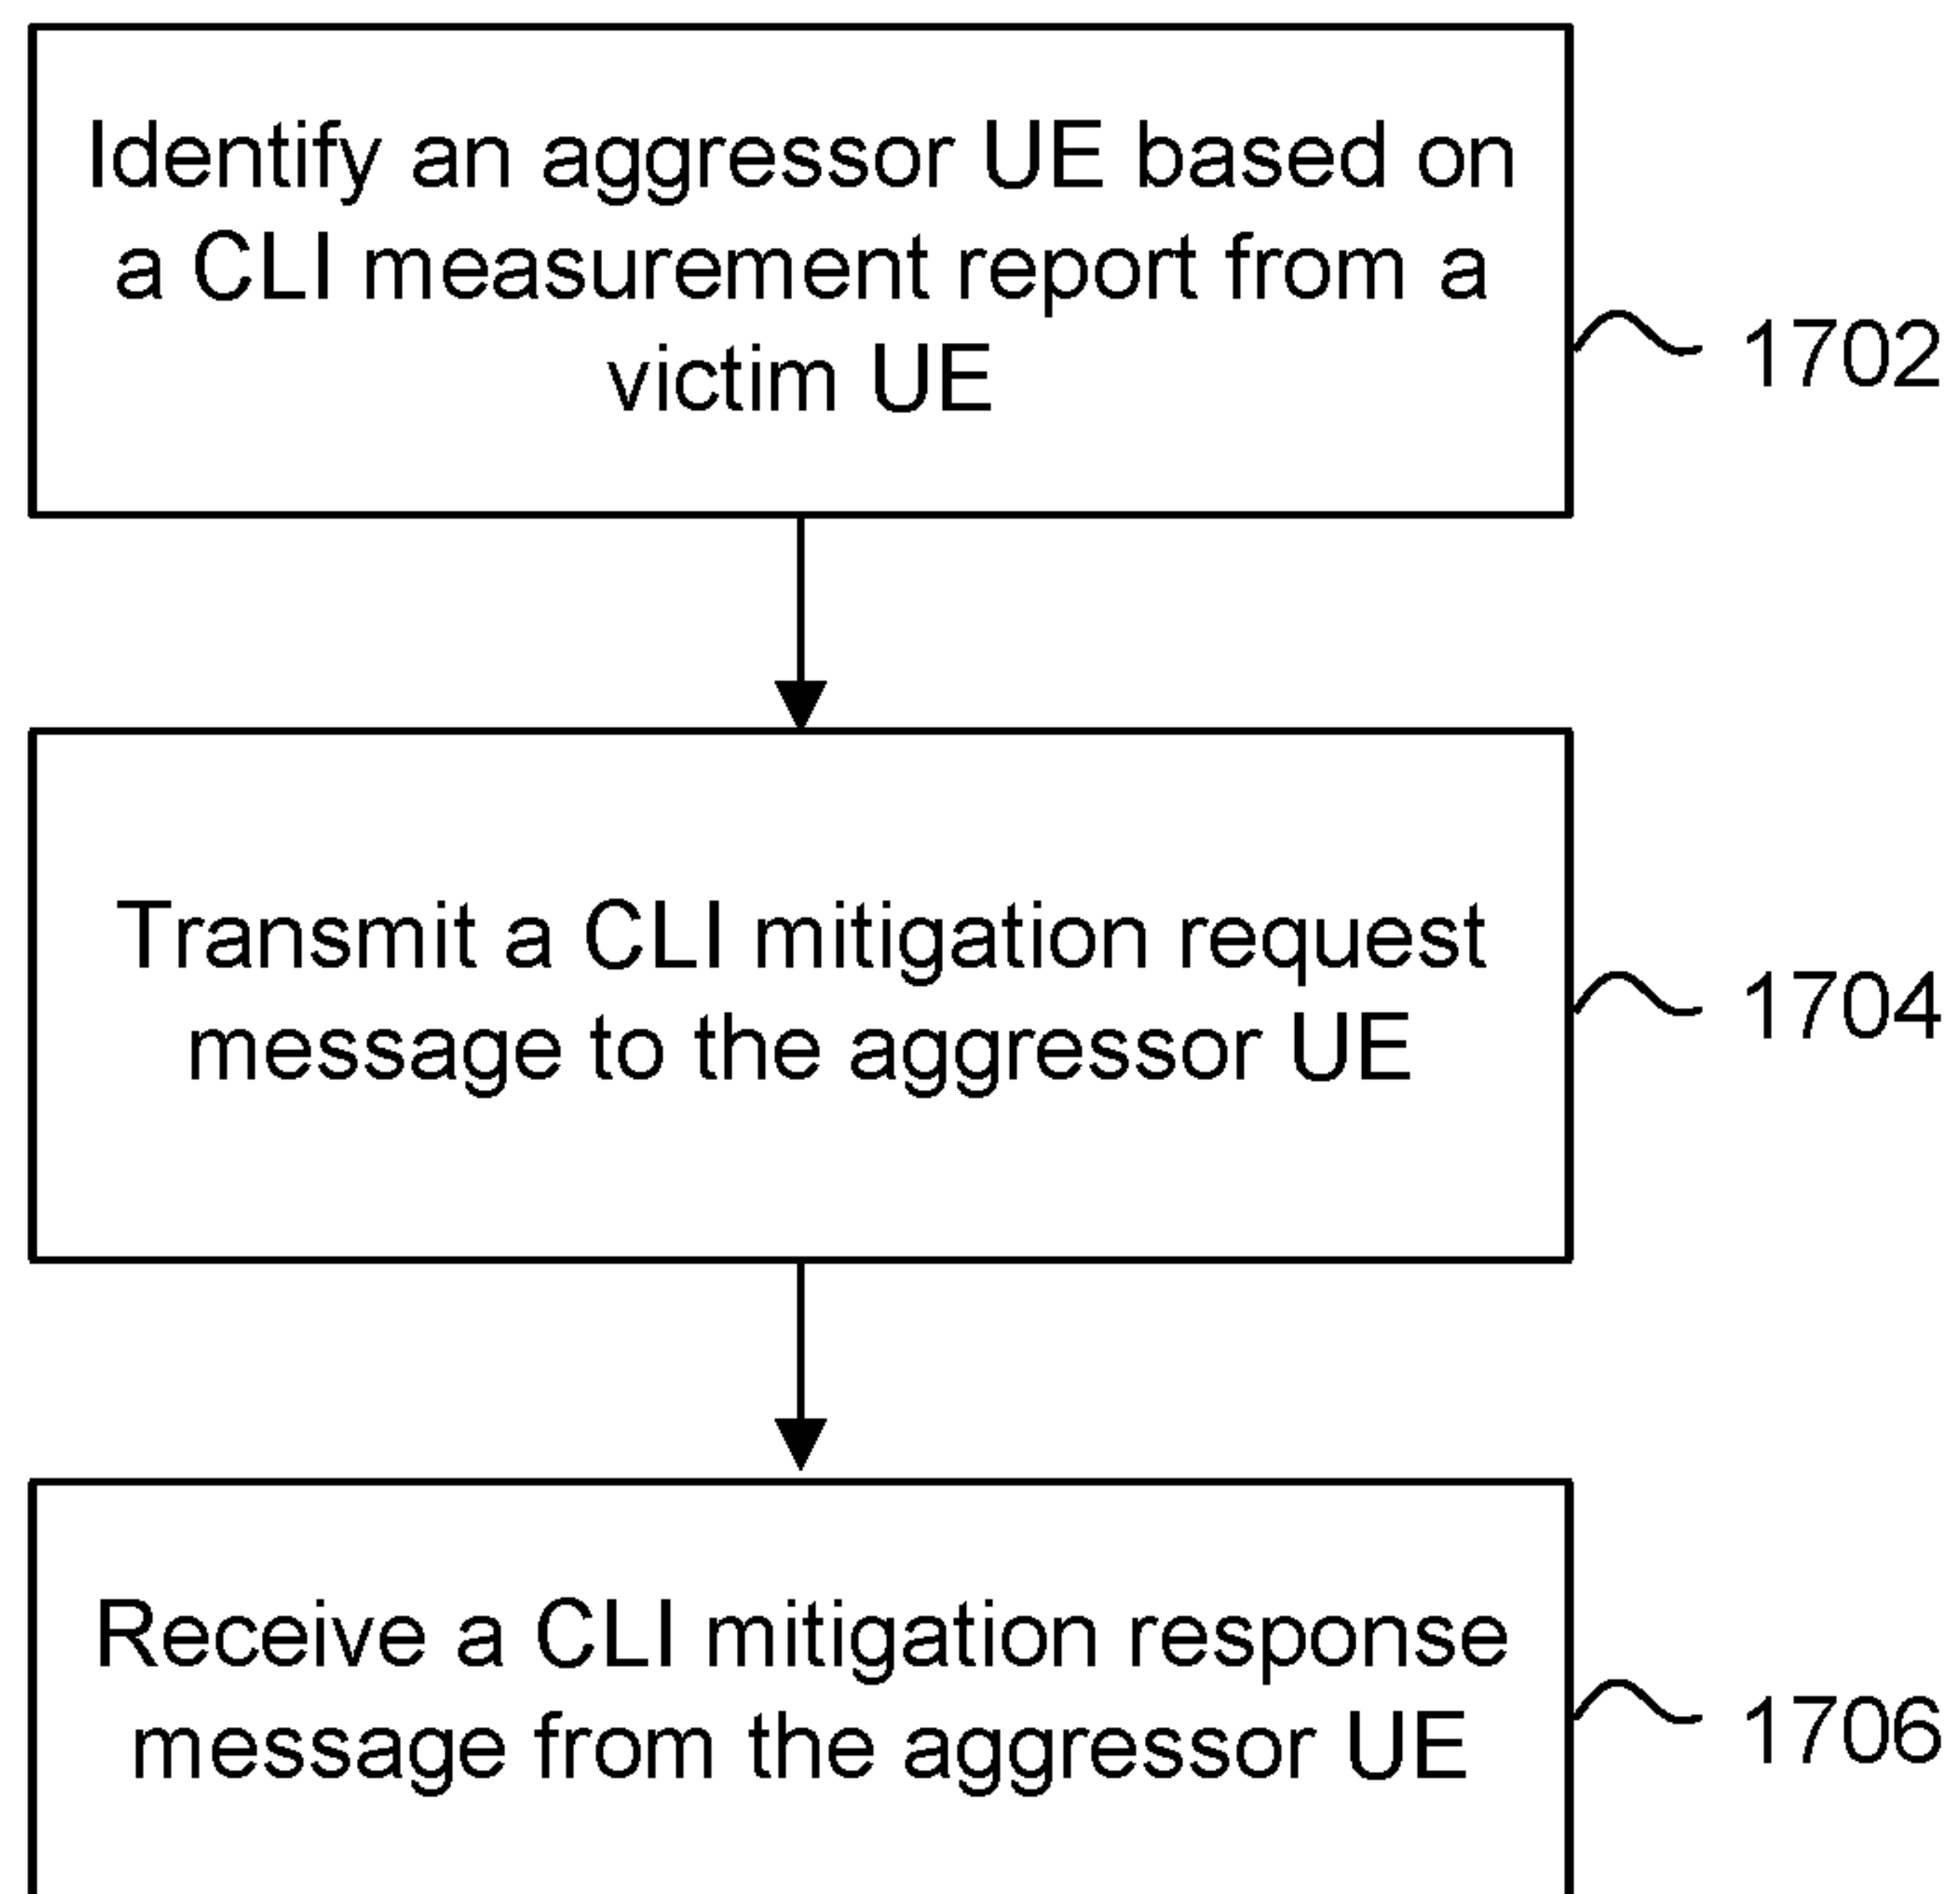 Identify an aggressor UE based on
a CLI measurement report from a
victim UE
1702
Transmit a CLI mitigation request
message to the aggressor UE
1704
Receive a CLI mitigation response
message from the aggressor UE
1706